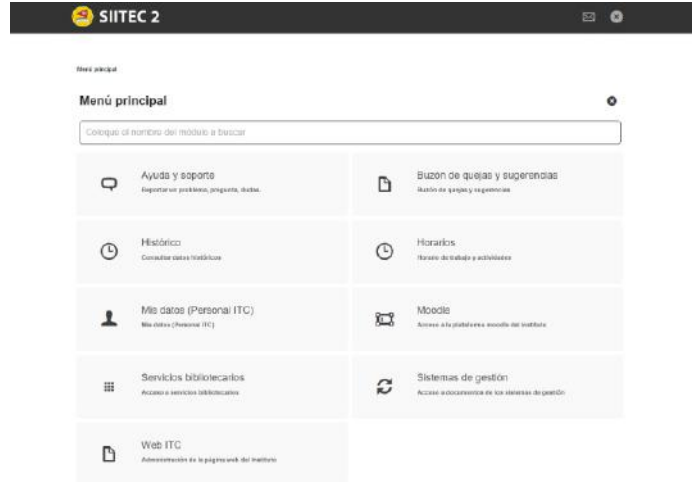 SIITEC 2
Menú principal
Menú principal
Coloque el nombre del módulo a buscar
Ayuda y soporte
Reportar un problema, pregunta, dudas.
Buzón de quejas y sugerencias
Buzón de quejas y sugerencias
Histórico
Consultar datos históricos
Horarios
Horario de trabajo y actividades
Mis datos (Personal ITC)
Mis datos (Personal ITC)
Moodle
Acceso a la plataforma moodle del instituto
Servicios bibliotecarios
Acceso a servicios bibliotecarios
Sistemas de gestión
Acceso a documentos de los sistemas de gestión
Web ITC
Administración de la página web del instituto